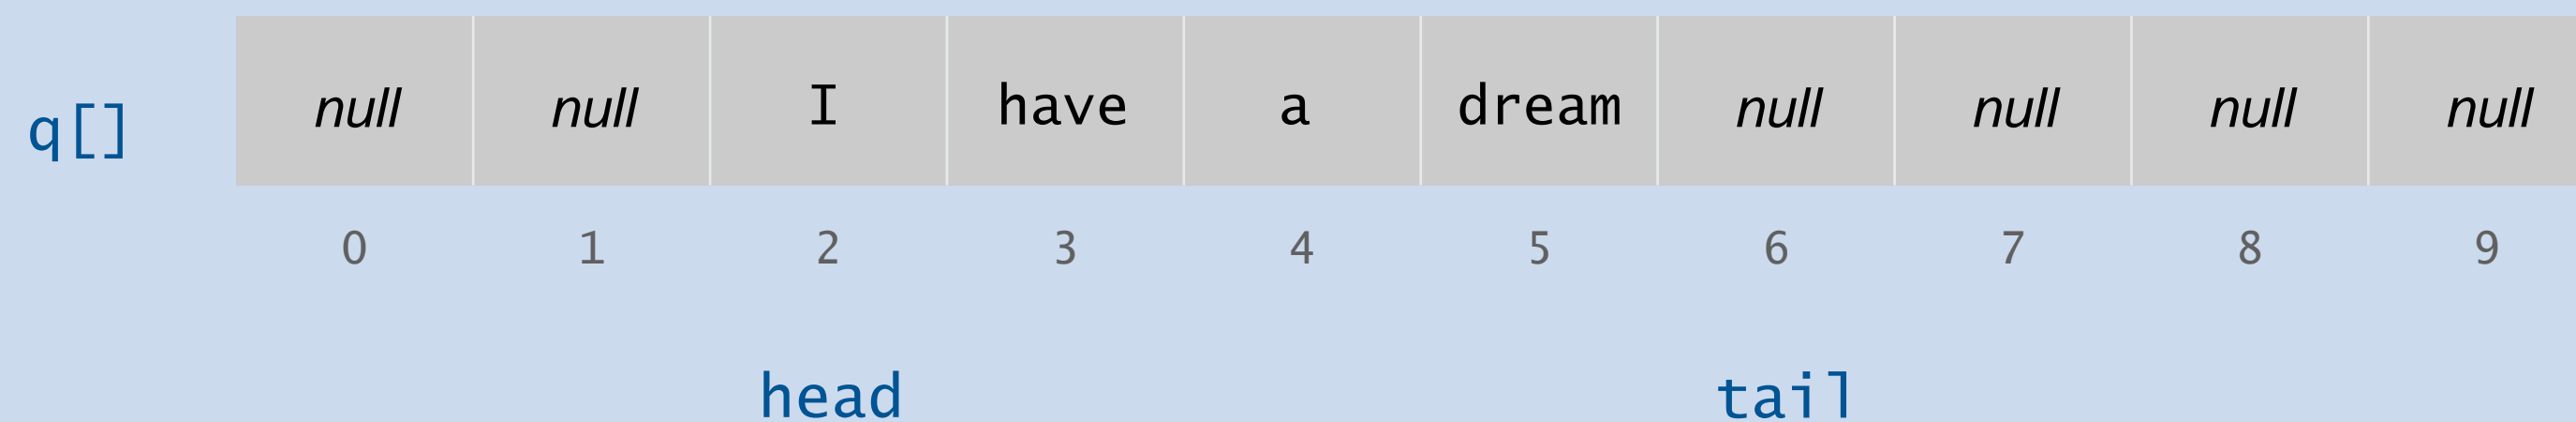 q[] null null I have a dream null null null null
0 1 2 3 4 5 6 7 8 9
head tail